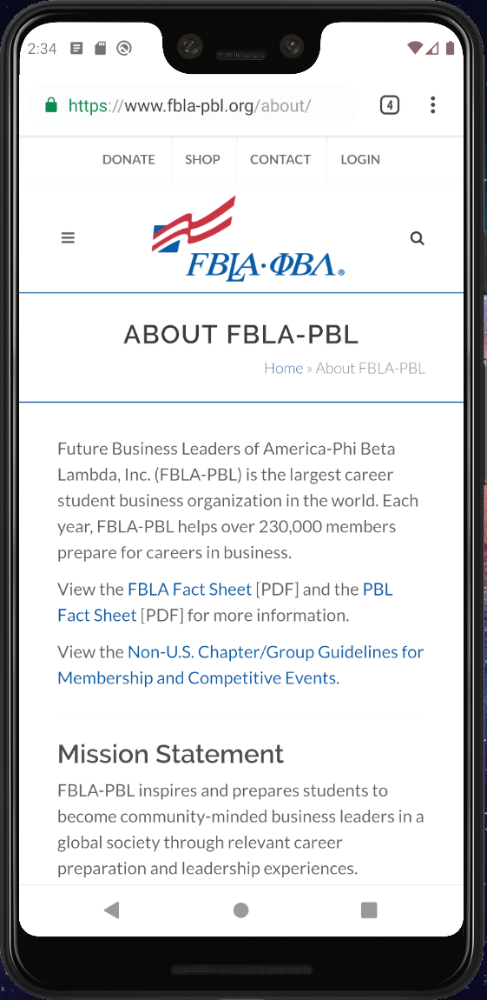 2:34
https://www.fbla-pbl.org/about/
4
DONATE SHOP CONTACT LOGIN
FBLA·ΦΒΛ®
ABOUT FBLA-PBL
Home » About FBLA-PBL
Future Business Leaders of America-Phi Beta
Lambda, Inc. (FBLA-PBL) is the largest career
student business organization in the world. Each
year, FBLA-PBL helps over 230,000 members
prepare for careers in business.
View the FBLA Fact Sheet [PDF] and the PBL
Fact Sheet [PDF] for more information.
View the Non-U.S. Chapter/Group Guidelines for
Membership and Competitive Events.
Mission Statement
FBLA-PBL inspires and prepares students to
become community-minded business leaders in a
global society through relevant career
preparation and leadership experiences.